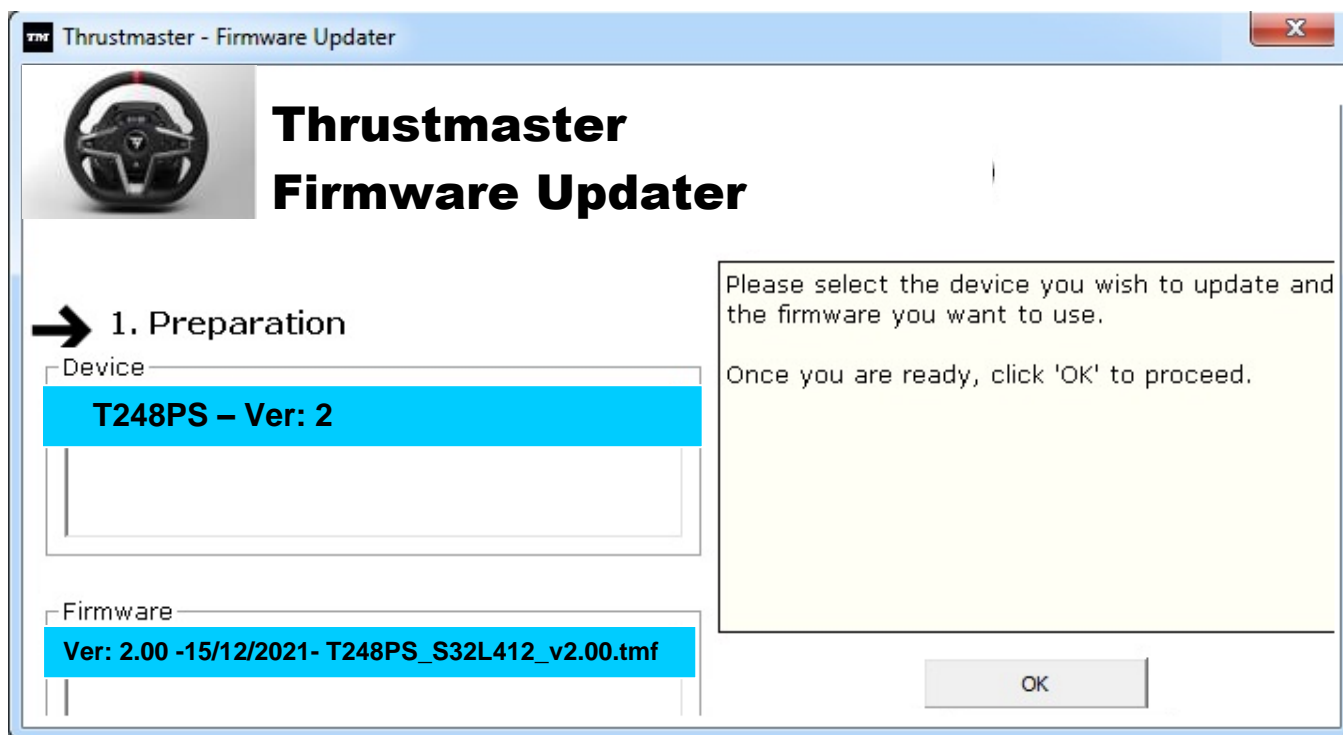 TM Thrustmaster - Firmware Updater
X
Thrustmaster
Firmware Updater
1. Preparation
Device
T248PS – Ver: 2
Firmware
Ver: 2.00 -15/12/2021- T248PS_S32L412_v2.00.tmf
Please select the device you wish to update and
the firmware you want to use.
Once you are ready, click 'OK' to proceed.
OK